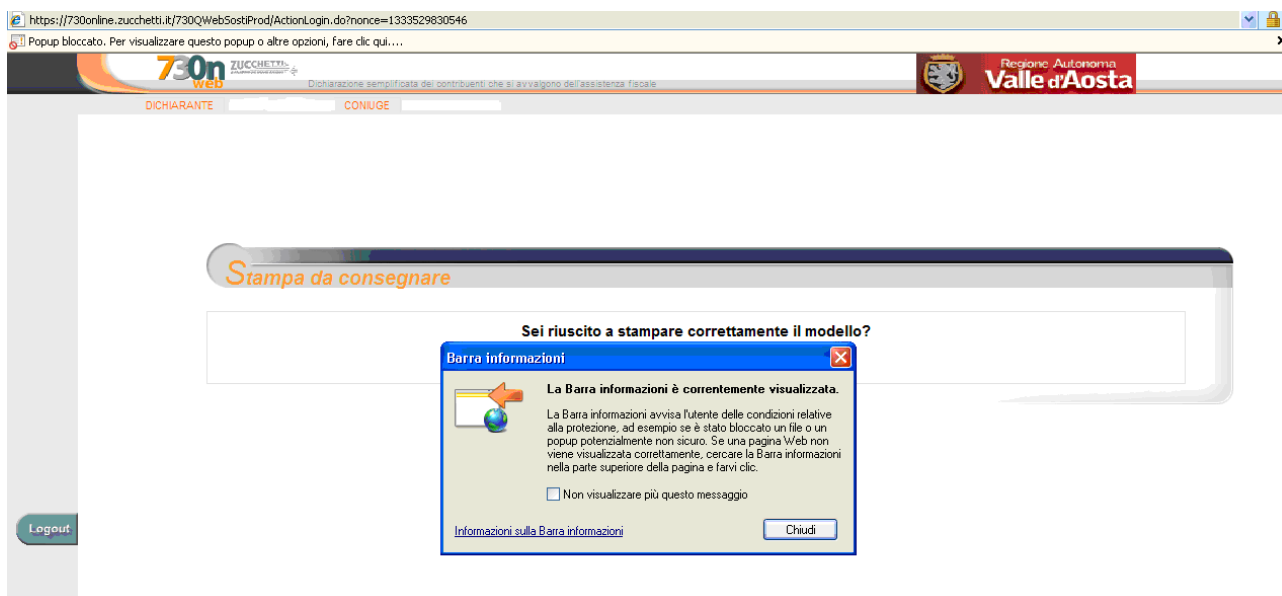 https://730online.zucchetti.it/730QWebSostiProd/ActionLogin.do?nonce=1333529830546
Popup bloccato. Per visualizzare questo popup o altre opzioni, fare clic qui....
730n ZUCCHETTI
web
Dichiarazione semplificata dei contribuenti che si avvalgono dell'assistenza fiscale
Regione Autonoma
Valle d'Aosta
DICHIARANTE CONIUGE
Stampa da consegnare
Sei riuscito a stampare correttamente il modello?
Barra informazioni
La Barra informazioni è correntemente visualizzata.
La Barra informazioni avvisa l'utente delle condizioni relative
alla protezione, ad esempio se è stato bloccato un file o un
popup potenzialmente non sicuro. Se una pagina Web non
viene visualizzata correttamente, cercare la Barra informazioni
nella parte superiore della pagina e farvi clic.
Non visualizzare più questo messaggio
Informazioni sulla Barra informazioni
Chiudi
Logout